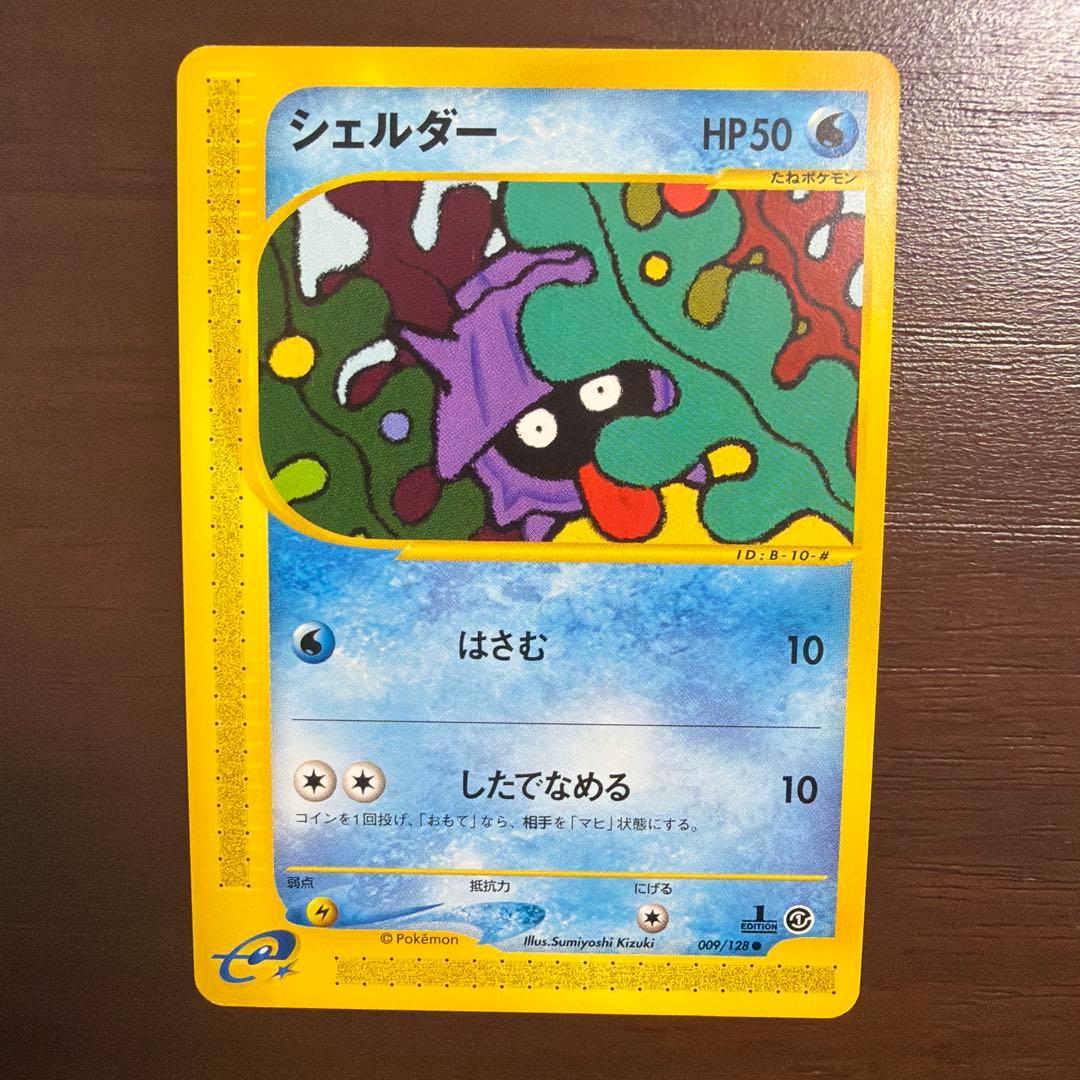 シェルダー HP50
たねポケモン
ID:B-10-#
はさむ 10
したでなめる 10
コインを1回投げ、「おもて」なら、相手を「マヒ」状態にする。
弱点 抵抗力 にげる
1 EDITION
© Pokémon Illus.Sumiyoshi Kizuki 009/128 ●
e